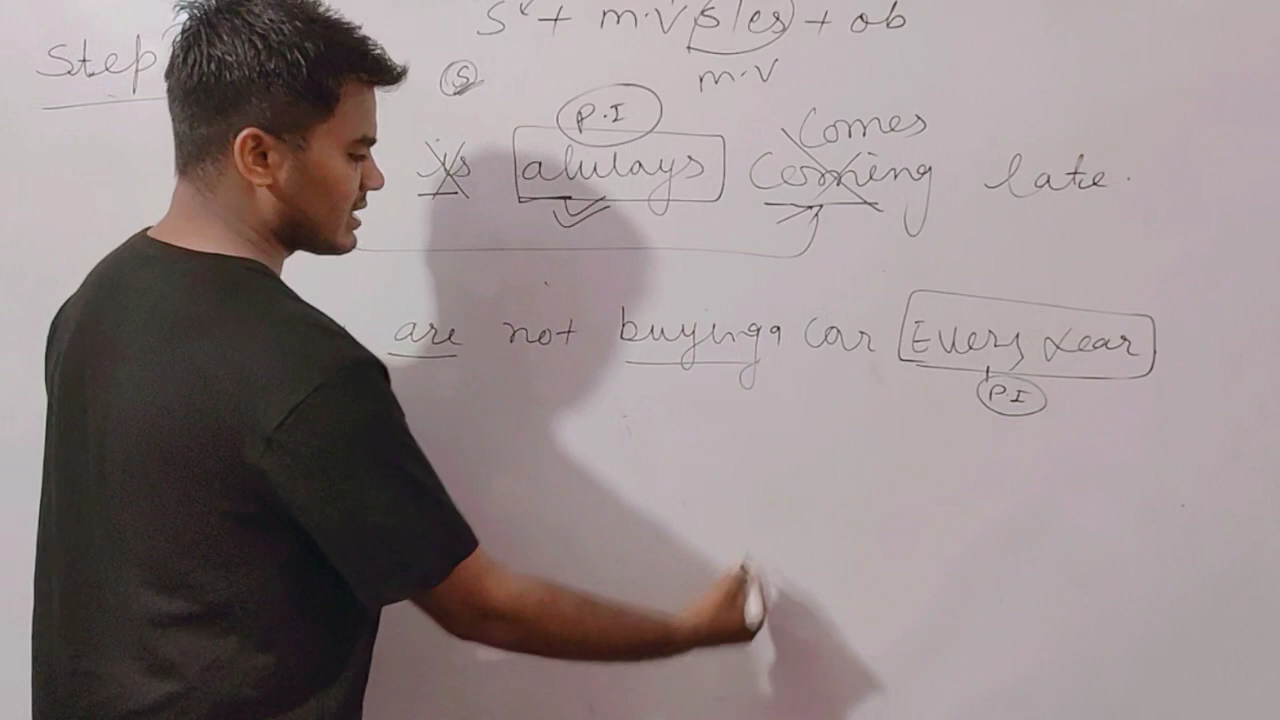 S + m.V (s/es) + ob
Step
m.V
S
P.I
Comes
is always Coming late.
are not buying a Car Every Year
P.I